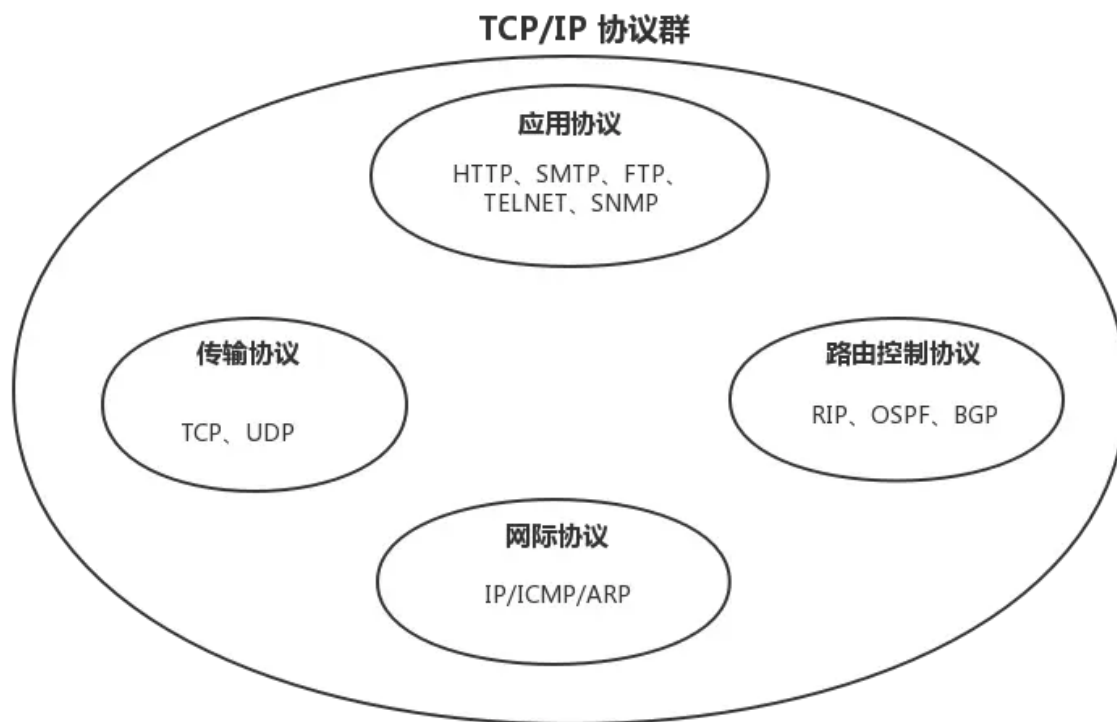 TCP/IP 协议群
应用协议
HTTP、SMTP、FTP、
TELNET、SNMP
传输协议
TCP、UDP
路由控制协议
RIP、OSPF、BGP
网际协议
IP/ICMP/ARP